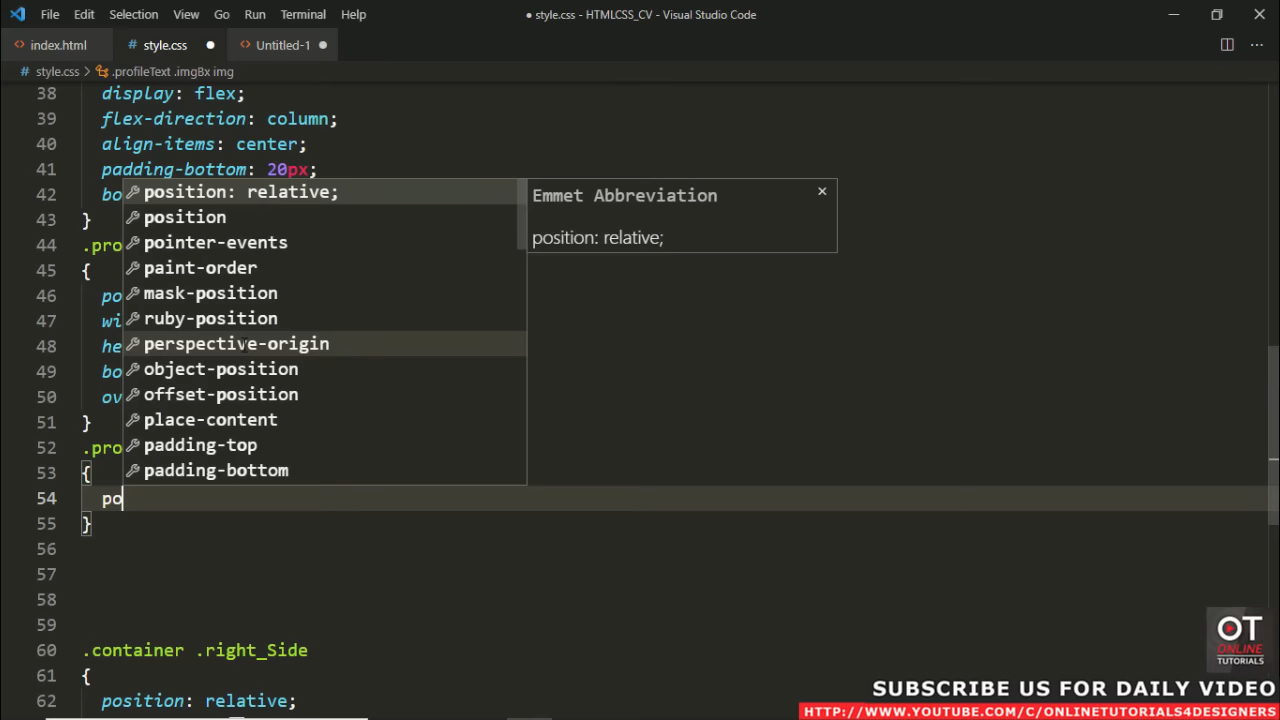 File Edit Selection View Go Run Terminal Help
● style.css - HTMLCSS_CV - Visual Studio Code
index.html
# style.css ●
Untitled-1 ●
# style.css > .profileText .imgBx img
38 display: flex;
39 flex-direction: column;
40 align-items: center;
41 padding-bottom: 20px;
42 bo
43 }
44 .pro
45 {
46 po
47 wi
48 he
49 bo
50 ov
51 }
52 .pro
53 {
54 po
55 }
56
57
58
59
60 .container .right_Side
61 {
62 position: relative;
position: relative;
position
pointer-events
paint-order
mask-position
ruby-position
perspective-origin
object-position
offset-position
place-content
padding-top
padding-bottom
Emmet Abbreviation
position: relative;
OT
ONLINE
TUTORIALS
SUBSCRIBE US FOR DAILY VIDEO
HTTP://WWW.YOUTUBE.COM/C/ONLINETUTORIALS4DESIGNERS